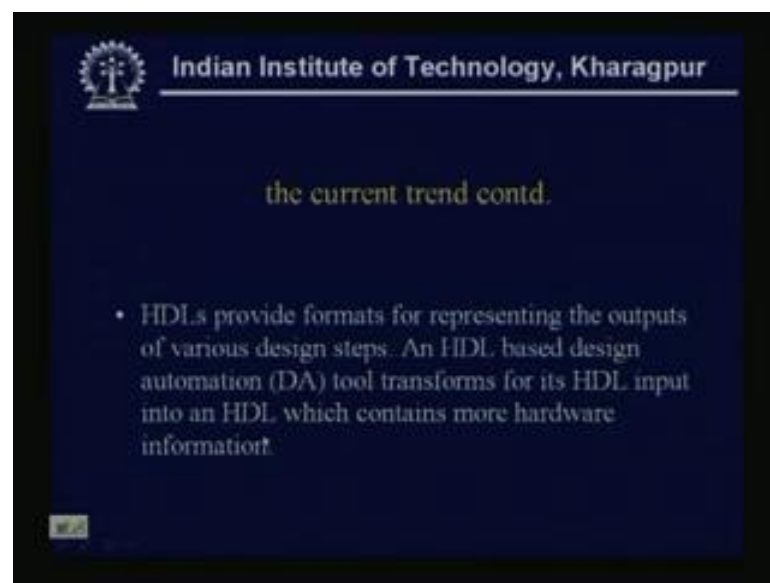 Indian Institute of Technology, Kharagpur
the current trend contd.
• HDLs provide formats for representing the outputs
of various design steps. An HDL based design
automation (DA) tool transforms for its HDL input
into an HDL which contains more hardware
information.